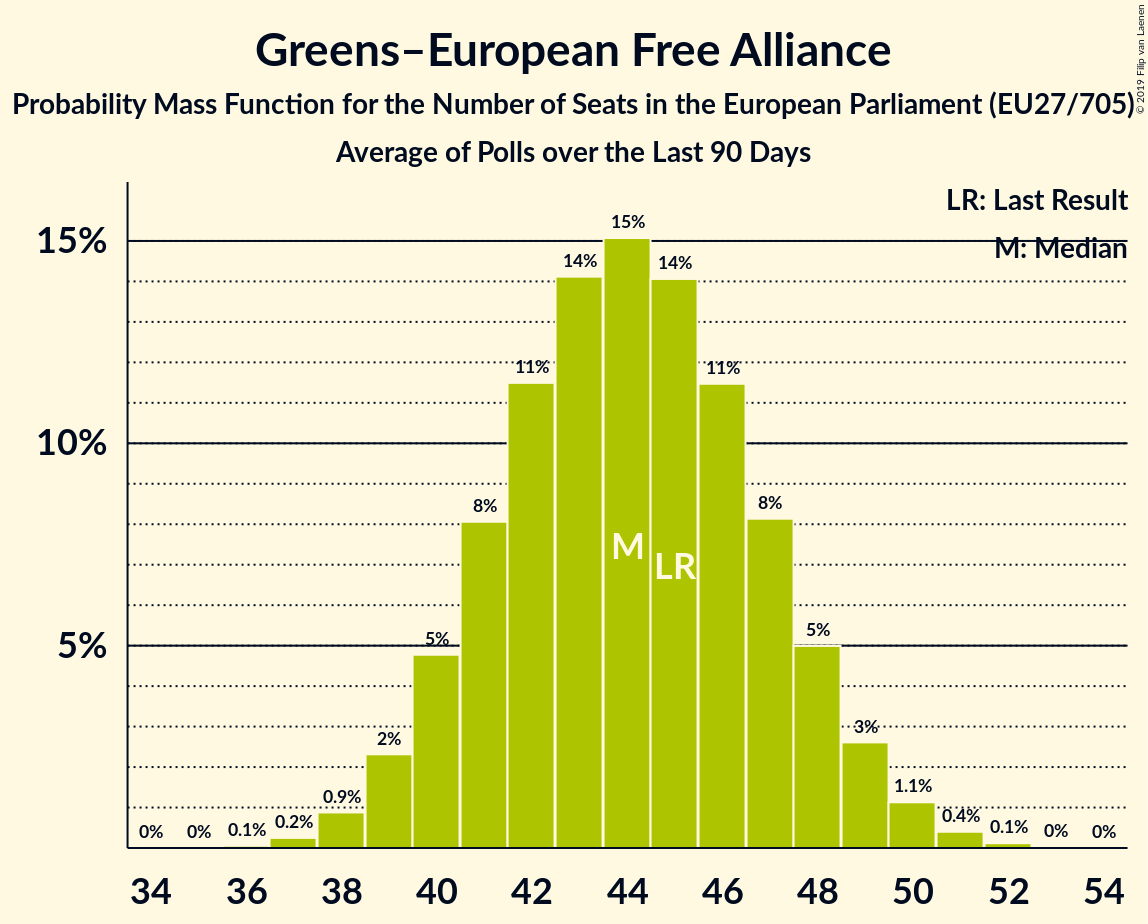 Greens–European Free Alliance
Probability Mass Function for the Number of Seats in the European Parliament (EU27/705)
Average of Polls over the Last 90 Days
© 2019 Filip van Laenen
LR: Last Result
M: Median
15%
10%
5%
0%
0%
0.1%
0.2%
0.9%
2%
5%
8%
11%
14%
15%
14%
11%
8%
5%
3%
1.1%
0.4%
0.1%
0%
0%
M
LR
34 36 38 40 42 44 46 48 50 52 54